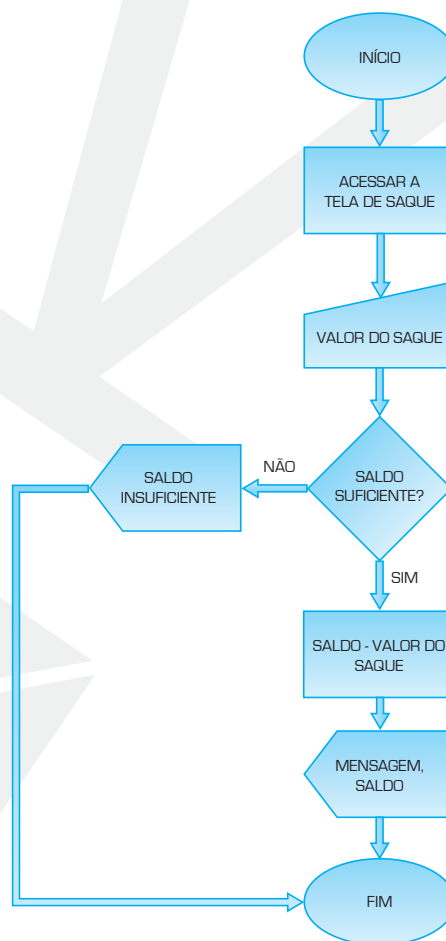 INÍCIO
ACESSAR A
TELA DE SAQUE
VALOR DO SAQUE
SALDO
SUFICIENTE?
NÃO
SALDO
INSUFICIENTE
SIM
SALDO - VALOR DO
SAQUE
MENSAGEM,
SALDO
FIM